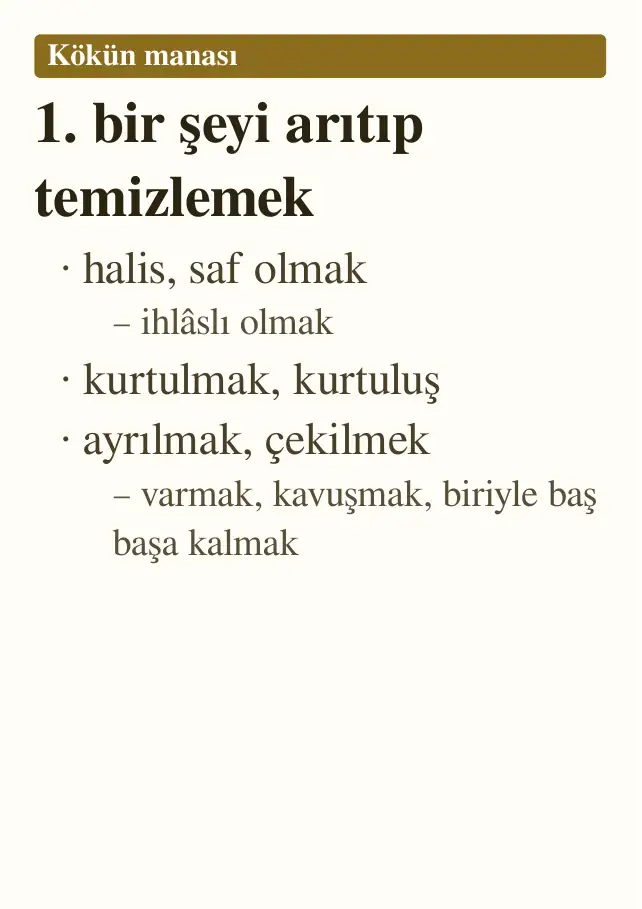 Kökün manası
1. bir şeyi arıtıp
temizlemek
· halis, saf olmak
– ihlâslı olmak
· kurtulmak, kurtuluş
· ayrılmak, çekilmek
– varmak, kavuşmak, biriyle baş
başa kalmak